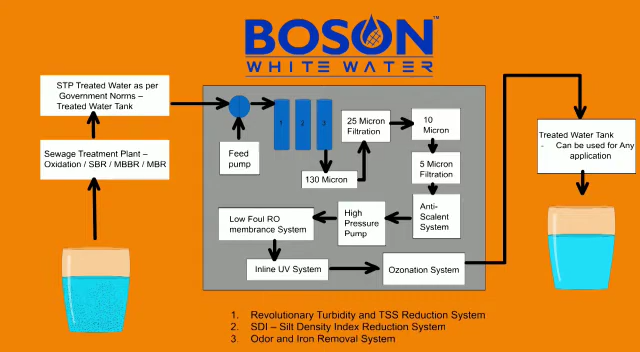 BOSON
WHITE WATER
STP Treated Water as per
Government Norms –
Treated Water Tank
Sewage Treatment Plant –
Oxidation / SBR / MBBR / MBR
1 2 3
Feed
pump
130 Micron
25 Micron
Filtration
10
Micron
5 Micron
Filtration
Anti-
Scalent
System
High
Pressure
Pump
Low Foul RO
membrance System
Inline UV System
Ozonation System
Treated Water Tank
- Can be used for Any
application
1. Revolutionary Turbidity and TSS Reduction System
2. SDI – Silt Density Index Reduction System
3. Odor and Iron Removal System